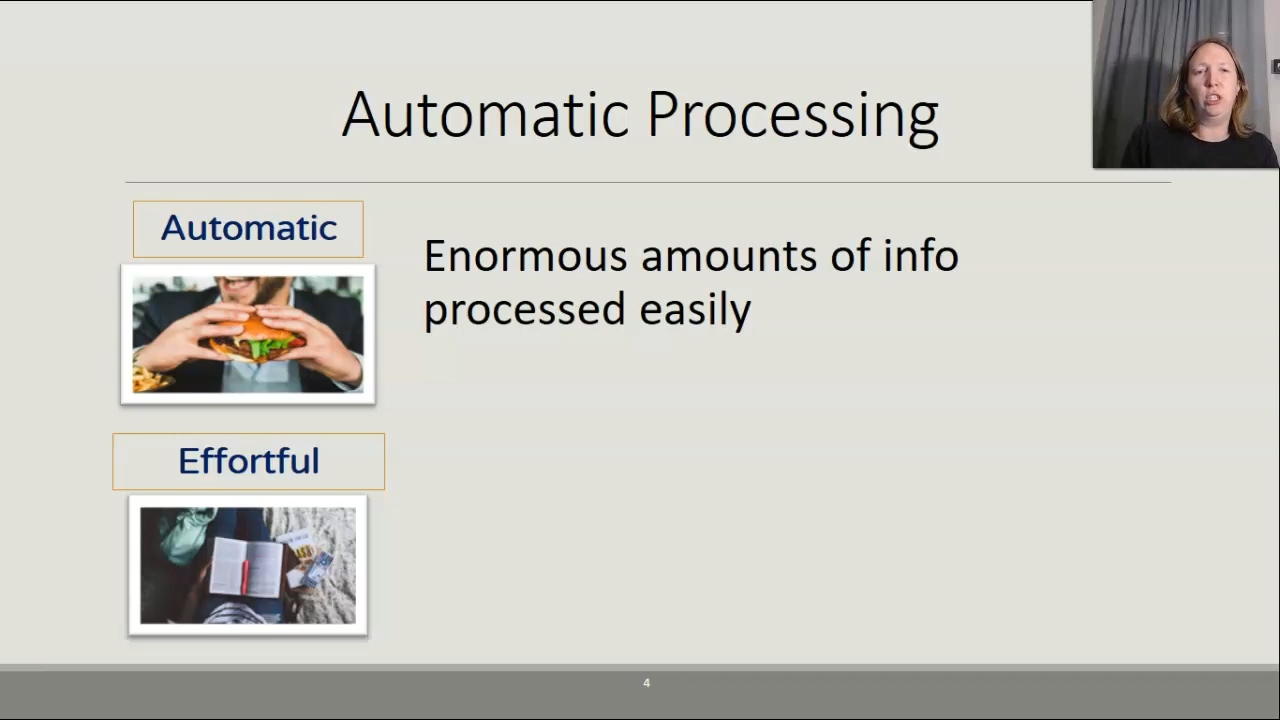 Automatic Processing
Automatic
Enormous amounts of info
processed easily
Effortful
4